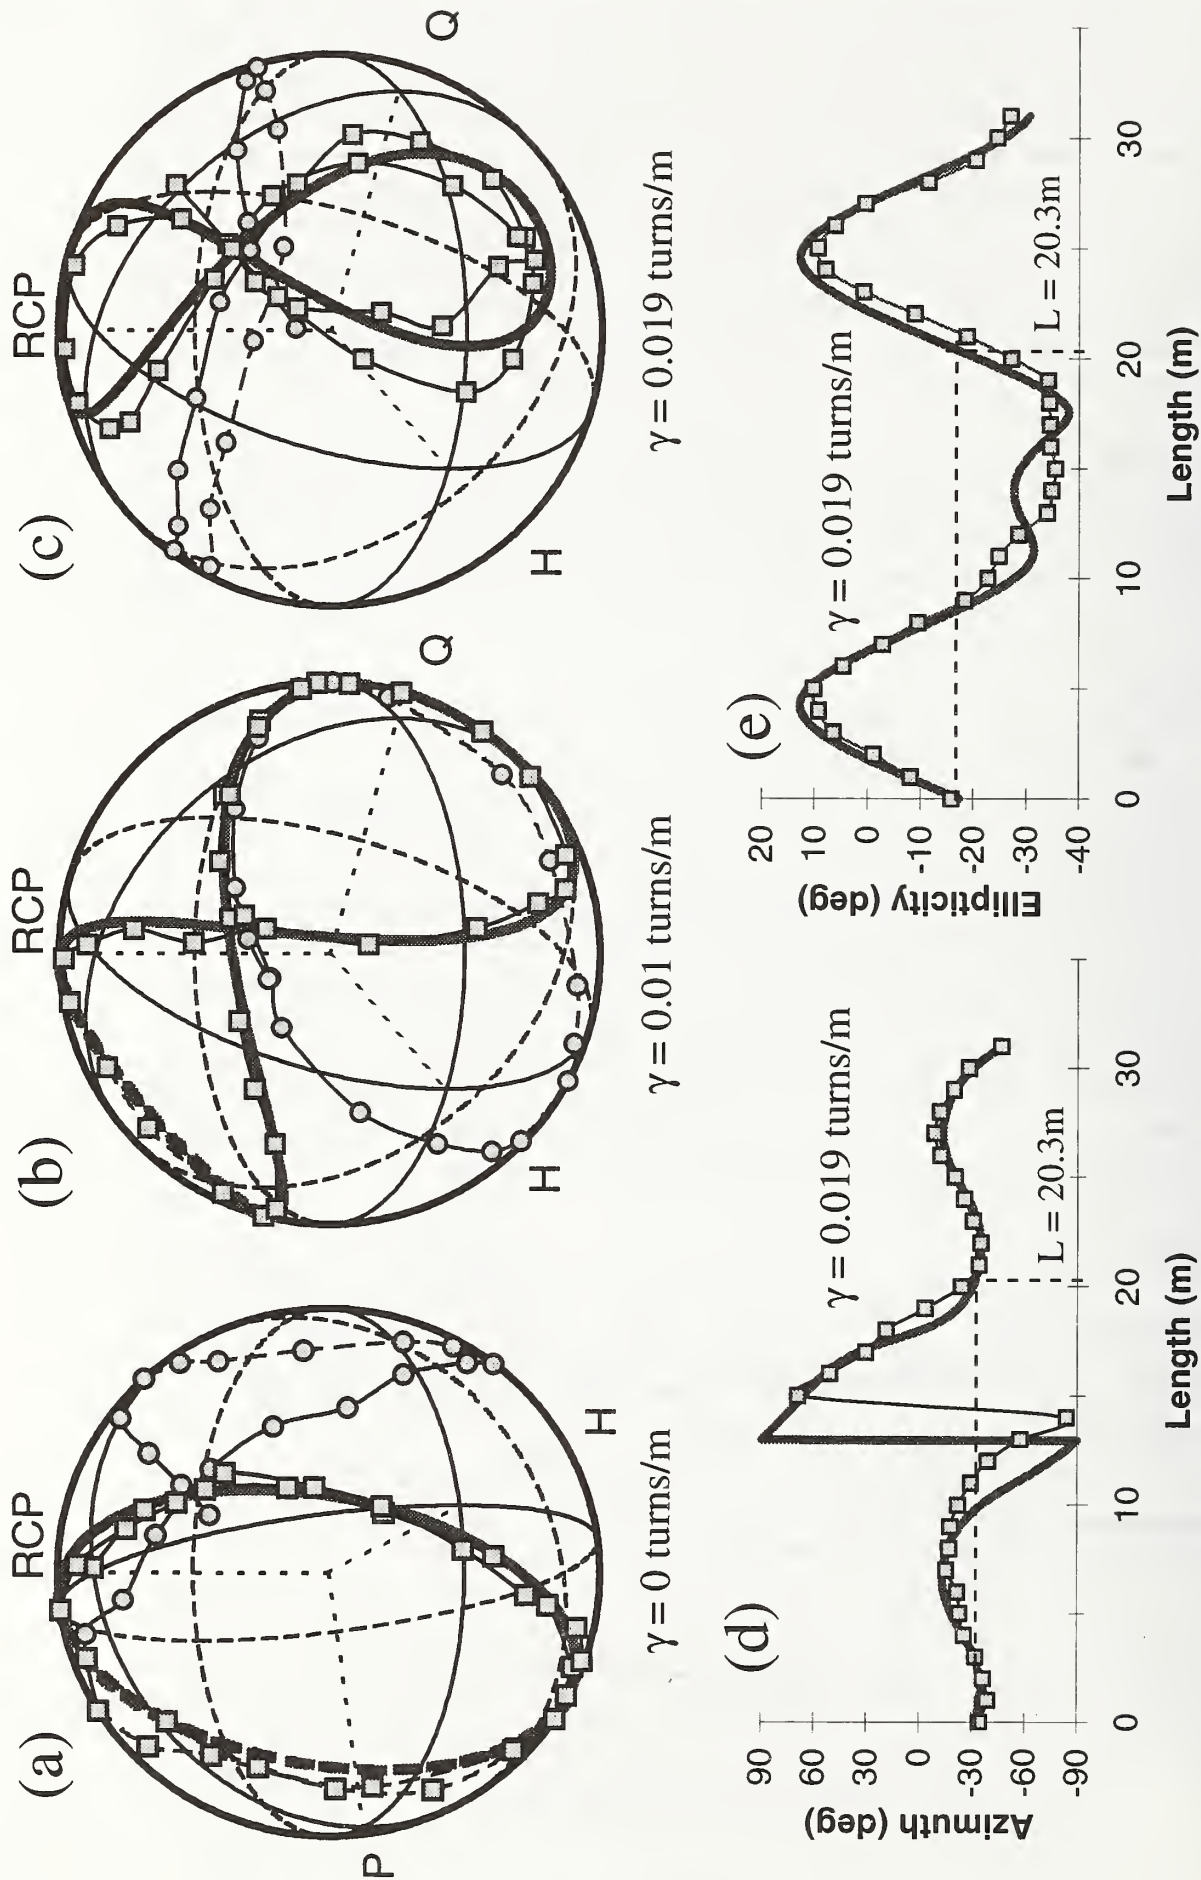 (a)
RCP
P
H
γ = 0 turns/m
(b)
RCP
Q
H
γ = 0.01 turns/m
(c)
RCP
Q
H
γ = 0.019 turns/m
(d)
γ = 0.019 turns/m
L = 20.3m
Azimuth (deg)
90
60
30
0
-30
-60
-90
0
10
20
30
Length (m)
(e)
γ = 0.019 turns/m
L = 20.3m
Ellipticity (deg)
20
10
0
-10
-20
-30
-40
0
10
20
30
Length (m)